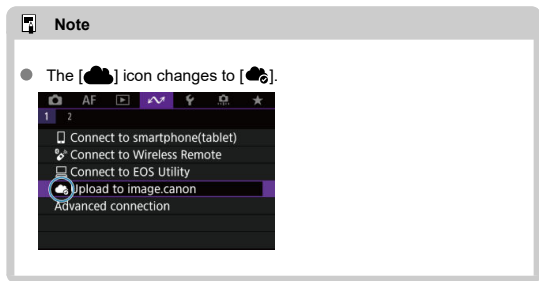 Note
The [ ] icon changes to [ ].
AF
1 2
Connect to smartphone(tablet)
Connect to Wireless Remote
Connect to EOS Utility
Upload to image.canon
Advanced connection